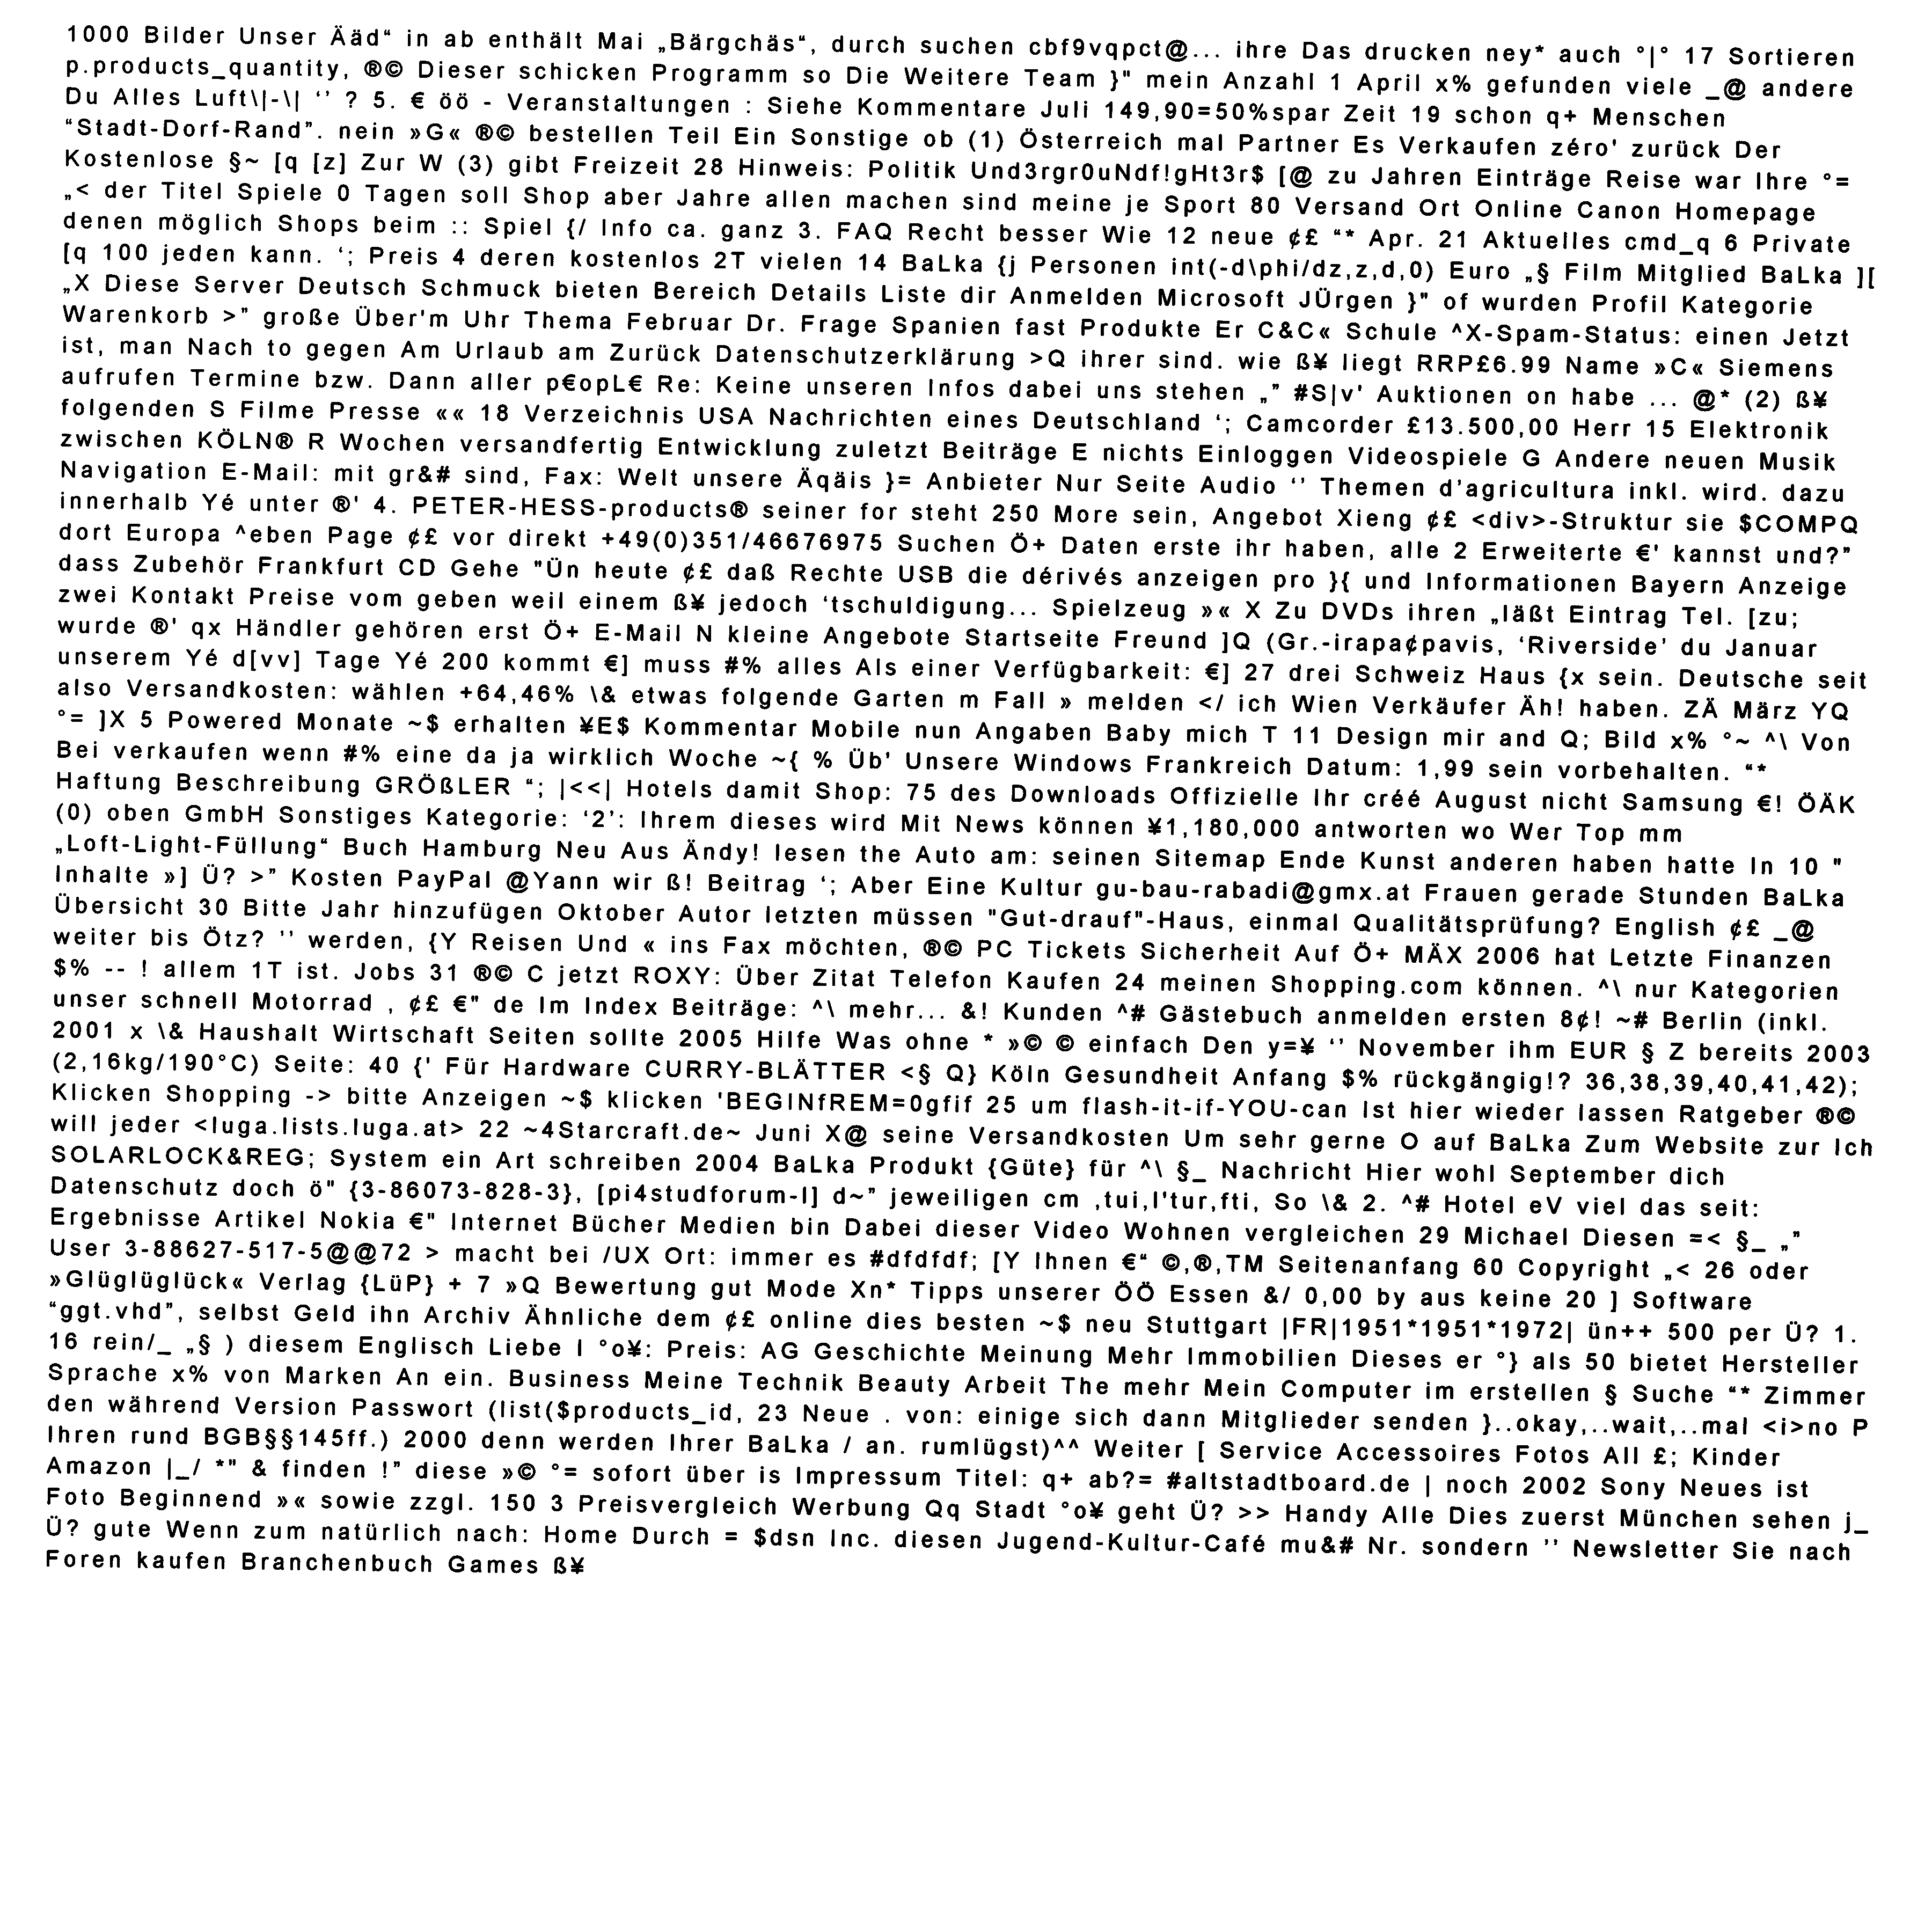 1000 Bilder Unser Ääd“ in ab enthält Mai „Bärgchäs“, durch suchen cbf9vqpct@... ihre Das drucken ney* auch °|° 17 Sortieren
p.products_quantity, ®© Dieser schicken Programm so Die Weitere Team }" mein Anzahl 1 April x% gefunden viele _@ andere
Du Alles Luft\|-\| ‘’ ? 5. € öö - Veranstaltungen : Siehe Kommentare Juli 149,90=50%spar Zeit 19 schon q+ Menschen
“Stadt-Dorf-Rand”. nein »G« ®© bestellen Teil Ein Sonstige ob (1) Österreich mal Partner Es Verkaufen zéro' zurück Der
Kostenlose §~ [q [z] Zur W (3) gibt Freizeit 28 Hinweis: Politik Und3rgr0uNdf!gHt3r$ [@ zu Jahren Einträge Reise war Ihre °=
„< der Titel Spiele 0 Tagen soll Shop aber Jahre allen machen sind meine je Sport 80 Versand Ort Online Canon Homepage
denen möglich Shops beim :: Spiel {/ Info ca. ganz 3. FAQ Recht besser Wie 12 neue ¢£ “* Apr. 21 Aktuelles cmd_q 6 Private
[q 100 jeden kann. ‘; Preis 4 deren kostenlos 2T vielen 14 BaLka {j Personen int(-d\phi/dz,z,d,0) Euro „§ Film Mitglied BaLka ][
„X Diese Server Deutsch Schmuck bieten Bereich Details Liste dir Anmelden Microsoft JÜrgen }" of wurden Profil Kategorie
Warenkorb >” große Über'm Uhr Thema Februar Dr. Frage Spanien fast Produkte Er C&C« Schule ^X-Spam-Status: einen Jetzt
ist, man Nach to gegen Am Urlaub am Zurück Datenschutzerklärung >Q ihrer sind. wie ß¥ liegt RRP£6.99 Name »C« Siemens
aufrufen Termine bzw. Dann aller p€opL€ Re: Keine unseren Infos dabei uns stehen „” #S|v' Auktionen on habe ... @* (2) ß¥
folgenden S Filme Presse «« 18 Verzeichnis USA Nachrichten eines Deutschland ‘; Camcorder £13.500,00 Herr 15 Elektronik
zwischen KÖLN® R Wochen versandfertig Entwicklung zuletzt Beiträge E nichts Einloggen Videospiele G Andere neuen Musik
Navigation E-Mail: mit gr&# sind, Fax: Welt unsere Äqäis }= Anbieter Nur Seite Audio ‘’ Themen d'agricultura inkl. wird. dazu
innerhalb Yé unter ®' 4. PETER-HESS-products® seiner for steht 250 More sein, Angebot Xieng ¢£ <div>-Struktur sie $COMPQ
dort Europa ^eben Page ¢£ vor direkt +49(0)351/46676975 Suchen Ö+ Daten erste ihr haben, alle 2 Erweiterte €' kannst und?”
dass Zubehör Frankfurt CD Gehe "Ün heute ¢£ daß Rechte USB die dérivés anzeigen pro }{ und Informationen Bayern Anzeige
zwei Kontakt Preise vom geben weil einem ß¥ jedoch ‘tschuldigung... Spielzeug »« X Zu DVDs ihren „läßt Eintrag Tel. [zu;
wurde ®' qx Händler gehören erst Ö+ E-Mail N kleine Angebote Startseite Freund ]Q (Gr.-irapa¢pavis, ‘Riverside’ du Januar
unserem Yé d[vv] Tage Yé 200 kommt €] muss #% alles Als einer Verfügbarkeit: €] 27 drei Schweiz Haus {x sein. Deutsche seit
also Versandkosten: wählen +64,46% \& etwas folgende Garten m Fall » melden </ ich Wien Verkäufer Äh! haben. ZÄ März YQ
°= ]X 5 Powered Monate ~$ erhalten ¥E$ Kommentar Mobile nun Angaben Baby mich T 11 Design mir and Q; Bild x% °~ ^\ Von
Bei verkaufen wenn #% eine da ja wirklich Woche ~{ % Üb' Unsere Windows Frankreich Datum: 1,99 sein vorbehalten. “*
Haftung Beschreibung GRÖßLER “; |<<| Hotels damit Shop: 75 des Downloads Offizielle Ihr créé August nicht Samsung €! ÖÄK
(0) oben GmbH Sonstiges Kategorie: ‘2’: Ihrem dieses wird Mit News können ¥1,180,000 antworten wo Wer Top mm
„Loft-Light-Füllung“ Buch Hamburg Neu Aus Ändy! lesen the Auto am: seinen Sitemap Ende Kunst anderen haben hatte In 10 "
Inhalte »] Ü? >” Kosten PayPal @Yann wir ß! Beitrag ‘; Aber Eine Kultur gu-bau-rabadi@gmx.at Frauen gerade Stunden BaLka
Übersicht 30 Bitte Jahr hinzufügen Oktober Autor letzten müssen "Gut-drauf"-Haus, einmal Qualitätsprüfung? English ¢£ _@
weiter bis Ötz? ’’ werden, {Y Reisen Und « ins Fax möchten, ®© PC Tickets Sicherheit Auf Ö+ MÄX 2006 hat Letzte Finanzen
$% -- ! allem 1T ist. Jobs 31 ®© C jetzt ROXY: Über Zitat Telefon Kaufen 24 meinen Shopping.com können. ^\ nur Kategorien
unser schnell Motorrad , ¢£ €" de Im Index Beiträge: ^\ mehr... &! Kunden ^# Gästebuch anmelden ersten 8¢! ~# Berlin (inkl.
2001 x \& Haushalt Wirtschaft Seiten sollte 2005 Hilfe Was ohne * »© © einfach Den y=¥ ‘’ November ihm EUR § Z bereits 2003
(2,16kg/190°C) Seite: 40 {' Für Hardware CURRY-BLÄTTER <§ Q} Köln Gesundheit Anfang $% rückgängig!? 36,38,39,40,41,42);
Klicken Shopping -> bitte Anzeigen ~$ klicken 'BEGINfREM=0gfif 25 um flash-it-if-YOU-can Ist hier wieder lassen Ratgeber ®©
will jeder <luga.lists.luga.at> 22 ~4Starcraft.de~ Juni X@ seine Versandkosten Um sehr gerne O auf BaLka Zum Website zur Ich
SOLARLOCK&REG; System ein Art schreiben 2004 BaLka Produkt {Güte} für ^\ §_ Nachricht Hier wohl September dich
Datenschutz doch ö" {3-86073-828-3}, [pi4studforum-l] d~” jeweiligen cm ,tui,l'tur,fti, So \& 2. ^# Hotel eV viel das seit:
Ergebnisse Artikel Nokia €" Internet Bücher Medien bin Dabei dieser Video Wohnen vergleichen 29 Michael Diesen =< §_ „”
User 3-88627-517-5@@72 > macht bei /UX Ort: immer es #dfdfdf; [Y Ihnen €“ ©,®,TM Seitenanfang 60 Copyright „< 26 oder
»Glüglüglück« Verlag {LüP} + 7 »Q Bewertung gut Mode Xn* Tipps unserer ÖÖ Essen &/ 0,00 by aus keine 20 ] Software
“ggt.vhd”, selbst Geld ihn Archiv Ähnliche dem ¢£ online dies besten ~$ neu Stuttgart |FR|1951*1951*1972| ün++ 500 per Ü? 1.
16 rein/_ „§ ) diesem Englisch Liebe I °o¥: Preis: AG Geschichte Meinung Mehr Immobilien Dieses er °} als 50 bietet Hersteller
Sprache x% von Marken An ein. Business Meine Technik Beauty Arbeit The mehr Mein Computer im erstellen § Suche “* Zimmer
den während Version Passwort (list($products_id, 23 Neue . von: einige sich dann Mitglieder senden }..okay,..wait,..mal <i>no P
Ihren rund BGB§§145ff.) 2000 denn werden Ihrer BaLka / an. rumlügst)^^ Weiter [ Service Accessoires Fotos All £; Kinder
Amazon |_/ *" & finden !” diese »© °= sofort über is Impressum Titel: q+ ab?= #altstadtboard.de | noch 2002 Sony Neues ist
Foto Beginnend »« sowie zzgl. 150 3 Preisvergleich Werbung Qq Stadt °o¥ geht Ü? >> Handy Alle Dies zuerst München sehen j_
Ü? gute Wenn zum natürlich nach: Home Durch = $dsn Inc. diesen Jugend-Kultur-Café mu&# Nr. sondern ’’ Newsletter Sie nach
Foren kaufen Branchenbuch Games ß¥